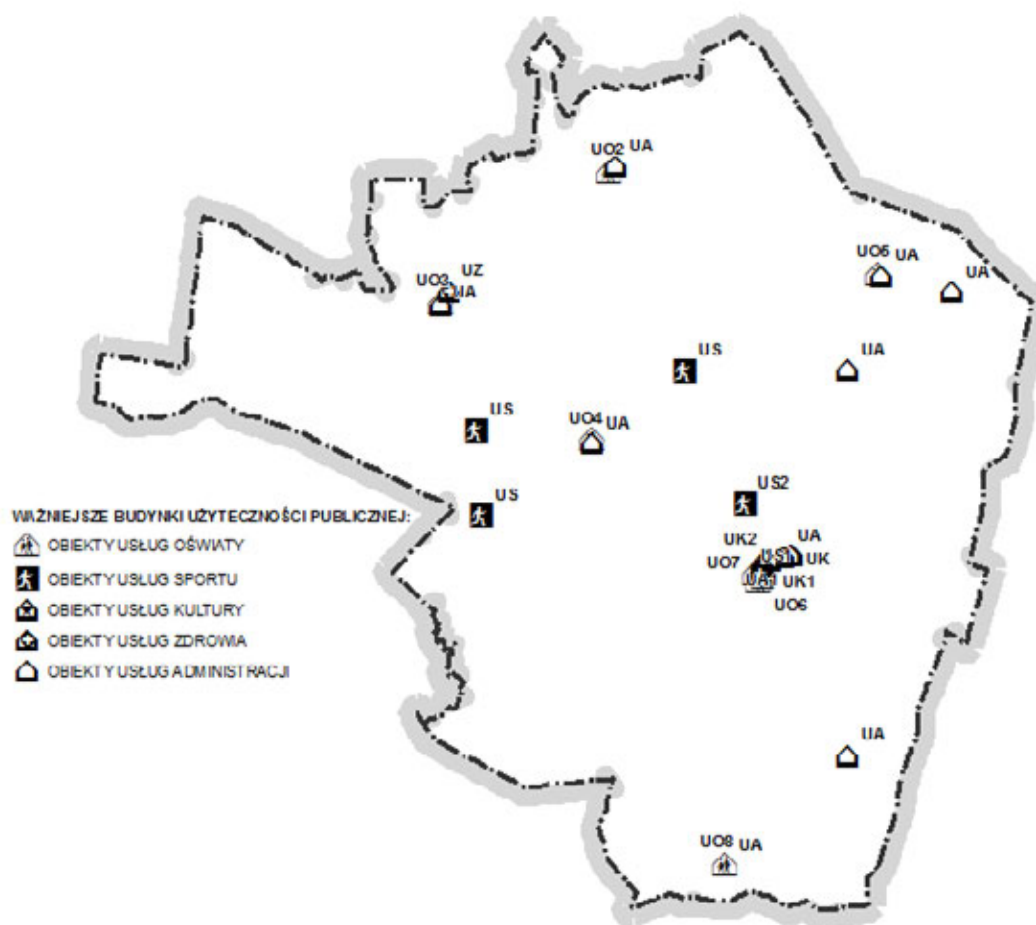 UO2 UA
UO5 UA
UA
UO3 UZ
UA
US
UA
US
UO4 UA
US
US2
WAŻNIEJSZE BUDYNKI UŻYTECZNOŚCI PUBLICZNEJ:
OBIEKTY USŁUG OŚWIATY
OBIEKTY USŁUG SPORTU
OBIEKTY USŁUG KULTURY
OBIEKTY USŁUG ZDROWIA
OBIEKTY USŁUG ADMINISTRACJI
UK2 UA
UO7 US1 UK
UA1 UK1
UO6
UA
UO8 UA